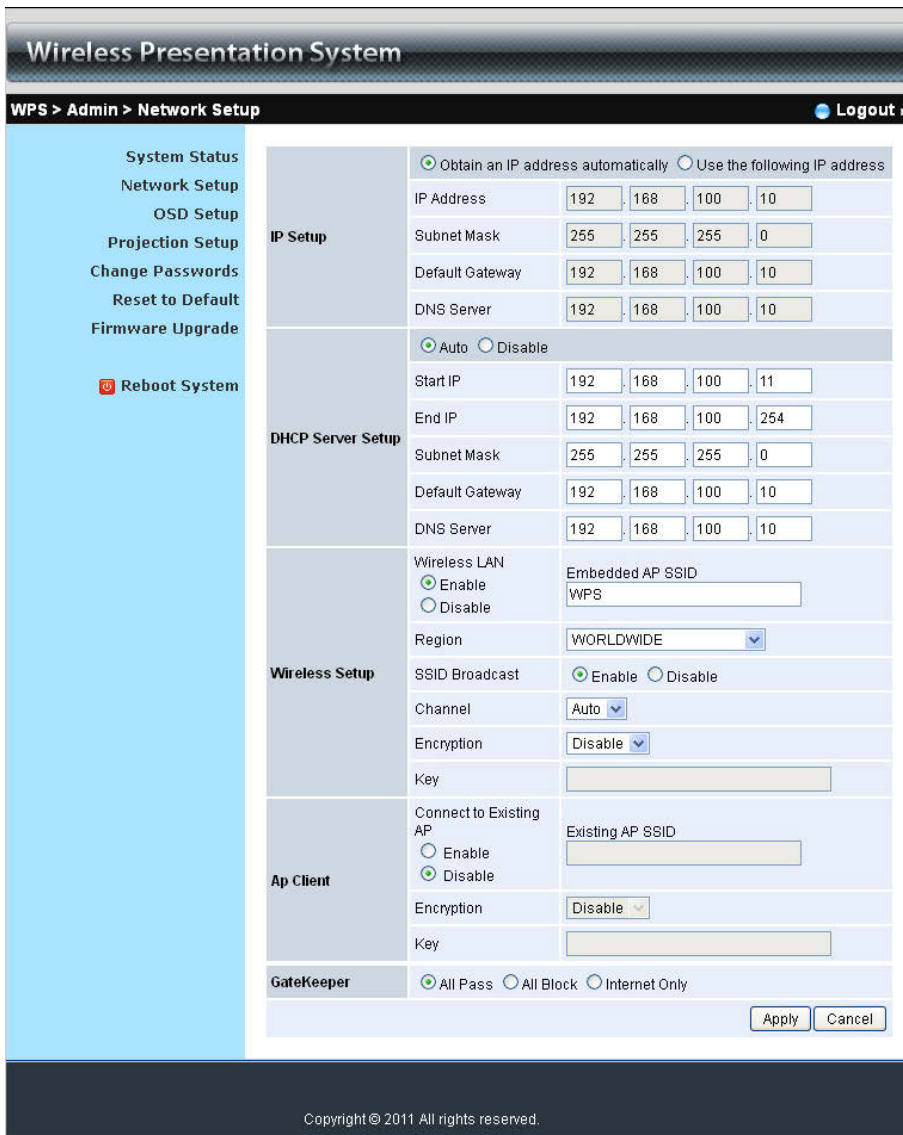 Wireless Presentation System
WPS > Admin > Network Setup
Logout
System Status
Network Setup
OSD Setup
Projection Setup
Change Passwords
Reset to Default
Firmware Upgrade
Reboot System
IP Setup
Obtain an IP address automatically Use the following IP address
IP Address 192 . 168 . 100 . 10
Subnet Mask 255 . 255 . 255 . 0
Default Gateway 192 . 168 . 100 . 10
DNS Server 192 . 168 . 100 . 10
DHCP Server Setup
Auto Disable
Start IP 192 . 168 . 100 . 11
End IP 192 . 168 . 100 . 254
Subnet Mask 255 . 255 . 255 . 0
Default Gateway 192 . 168 . 100 . 10
DNS Server 192 . 168 . 100 . 10
Wireless Setup
Wireless LAN
Enable
Disable
Embedded AP SSID
WPS
Region WORLDWIDE
SSID Broadcast Enable Disable
Channel Auto
Encryption Disable
Key
Ap Client
Connect to Existing
AP
Enable
Disable
Existing AP SSID
Encryption Disable
Key
GateKeeper All Pass All Block Internet Only
Apply Cancel
Copyright © 2011 All rights reserved.